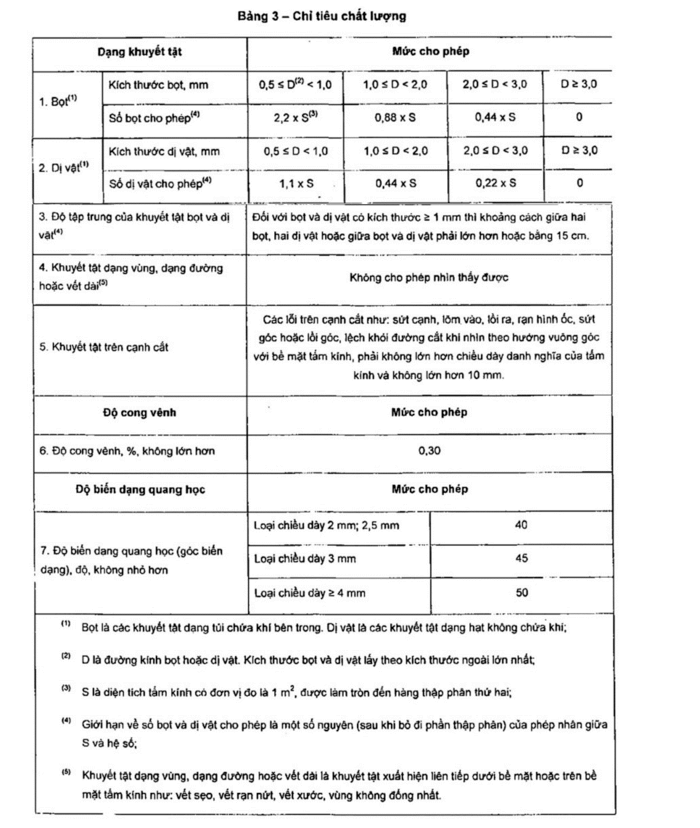 Bảng 3 – Chỉ tiêu chất lượng
Dạng khuyết tật
Mức cho phép
1. Bọt(1)
Kích thước bọt, mm
0,5 ≤ D(2) < 1,0
1,0 ≤ D < 2,0
2,0 ≤ D < 3,0
D ≥ 3,0
Số bọt cho phép(4)
2,2 x S(3)
0,88 x S
0,44 x S
0
2. Dị vật(1)
Kích thước dị vật, mm
0,5 ≤ D < 1,0
1,0 ≤ D < 2,0
2,0 ≤ D < 3,0
D ≥ 3,0
Số dị vật cho phép(4)
1,1 x S
0,44 x S
0,22 x S
0
3. Độ tập trung của khuyết tật bọt và dị
vật(4)
Đối với bọt và dị vật có kích thước ≥ 1 mm thì khoảng cách giữa hai
bọt, hai dị vật hoặc giữa bọt và dị vật phải lớn hơn hoặc bằng 15 cm.
4. Khuyết tật dạng vùng, dạng đường
hoặc vết dài(5)
Không cho phép nhìn thấy được
5. Khuyết tật trên cạnh cắt
Các lỗi trên cạnh cắt như: sứt cạnh, lõm vào, lồi ra, rạn hình ốc, sứt
góc hoặc lồi góc, lệch khỏi đường cắt khi nhìn theo hướng vuông góc
với bề mặt tấm kính, phải không lớn hơn chiều dày danh nghĩa của tấm
kính và không lớn hơn 10 mm.
Độ cong vênh
Mức cho phép
6. Độ cong vênh, %, không lớn hơn
0,30
Độ biến dạng quang học
Mức cho phép
7. Độ biến dạng quang học (góc biến
dạng), độ, không nhỏ hơn
Loại chiều dày 2 mm; 2,5 mm
40
Loại chiều dày 3 mm
45
Loại chiều dày ≥ 4 mm
50
(1) Bọt là các khuyết tật dạng túi chứa khí bên trong. Dị vật là các khuyết tật dạng hạt không chứa khí;
(2) D là đường kính bọt hoặc dị vật. Kích thước bọt và dị vật lấy theo kích thước ngoài lớn nhất;
(3) S là diện tích tấm kính có đơn vị đo là 1 m², được làm tròn đến hàng thập phân thứ hai;
(4) Giới hạn về số bọt và dị vật cho phép là một số nguyên (sau khi bỏ đi phần thập phân) của phép nhân giữa
S và hệ số;
(5) Khuyết tật dạng vùng, dạng đường hoặc vết dài là khuyết tật xuất hiện liên tiếp dưới bề mặt hoặc trên bề
mặt tấm kính như: vết sẹo, vết rạn nứt, vết xước, vùng không đồng nhất.